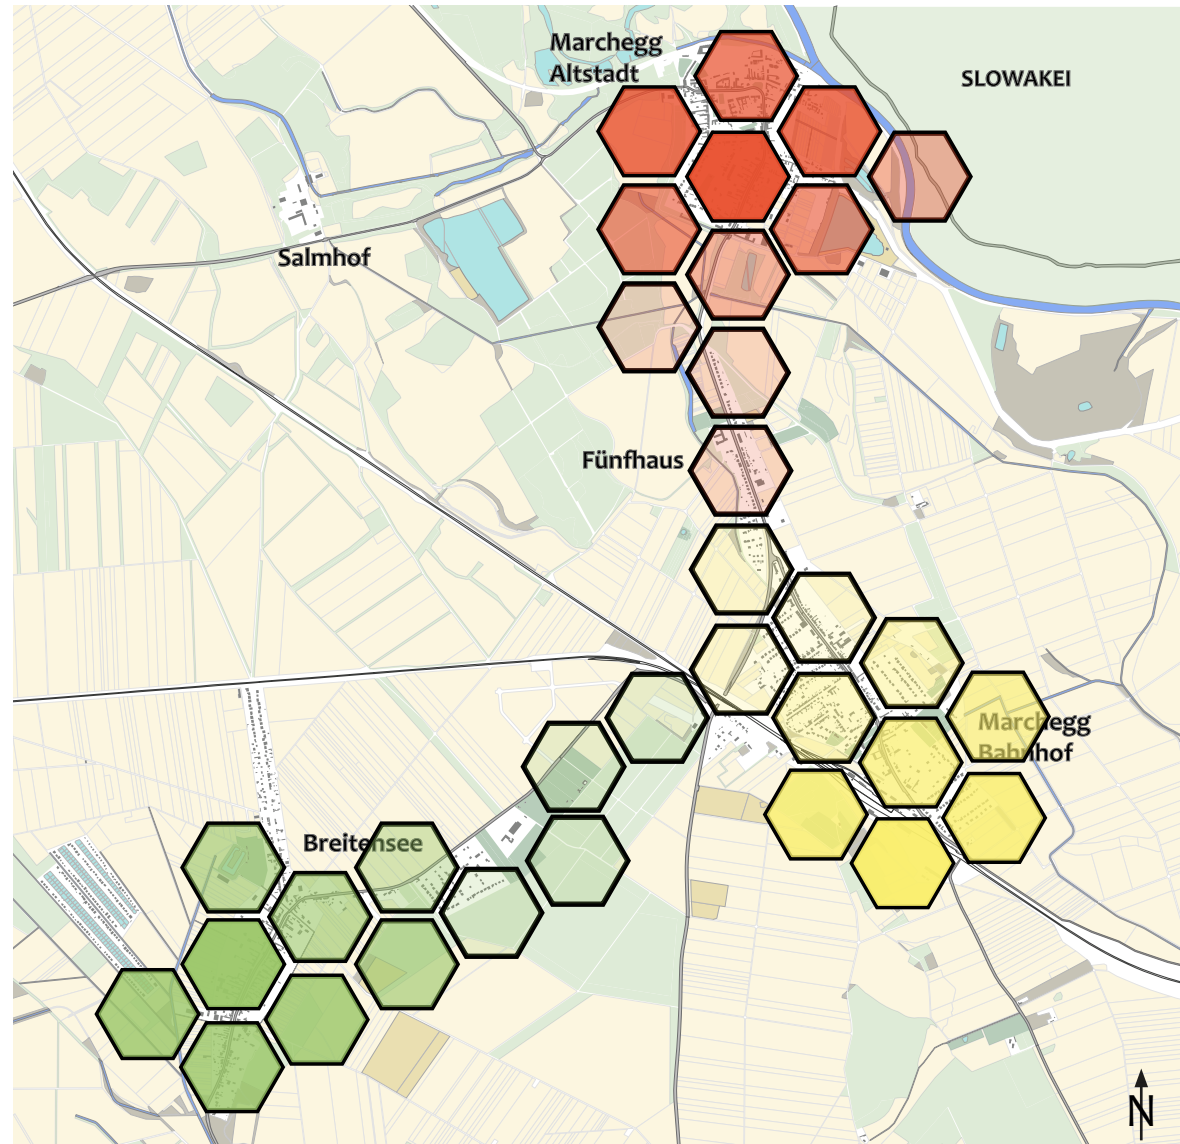 Marchegg
Altstadt
SLOWAKEI
Salmhof
Fünfhaus
Marchegg
Bahnhof
Breitensee
N